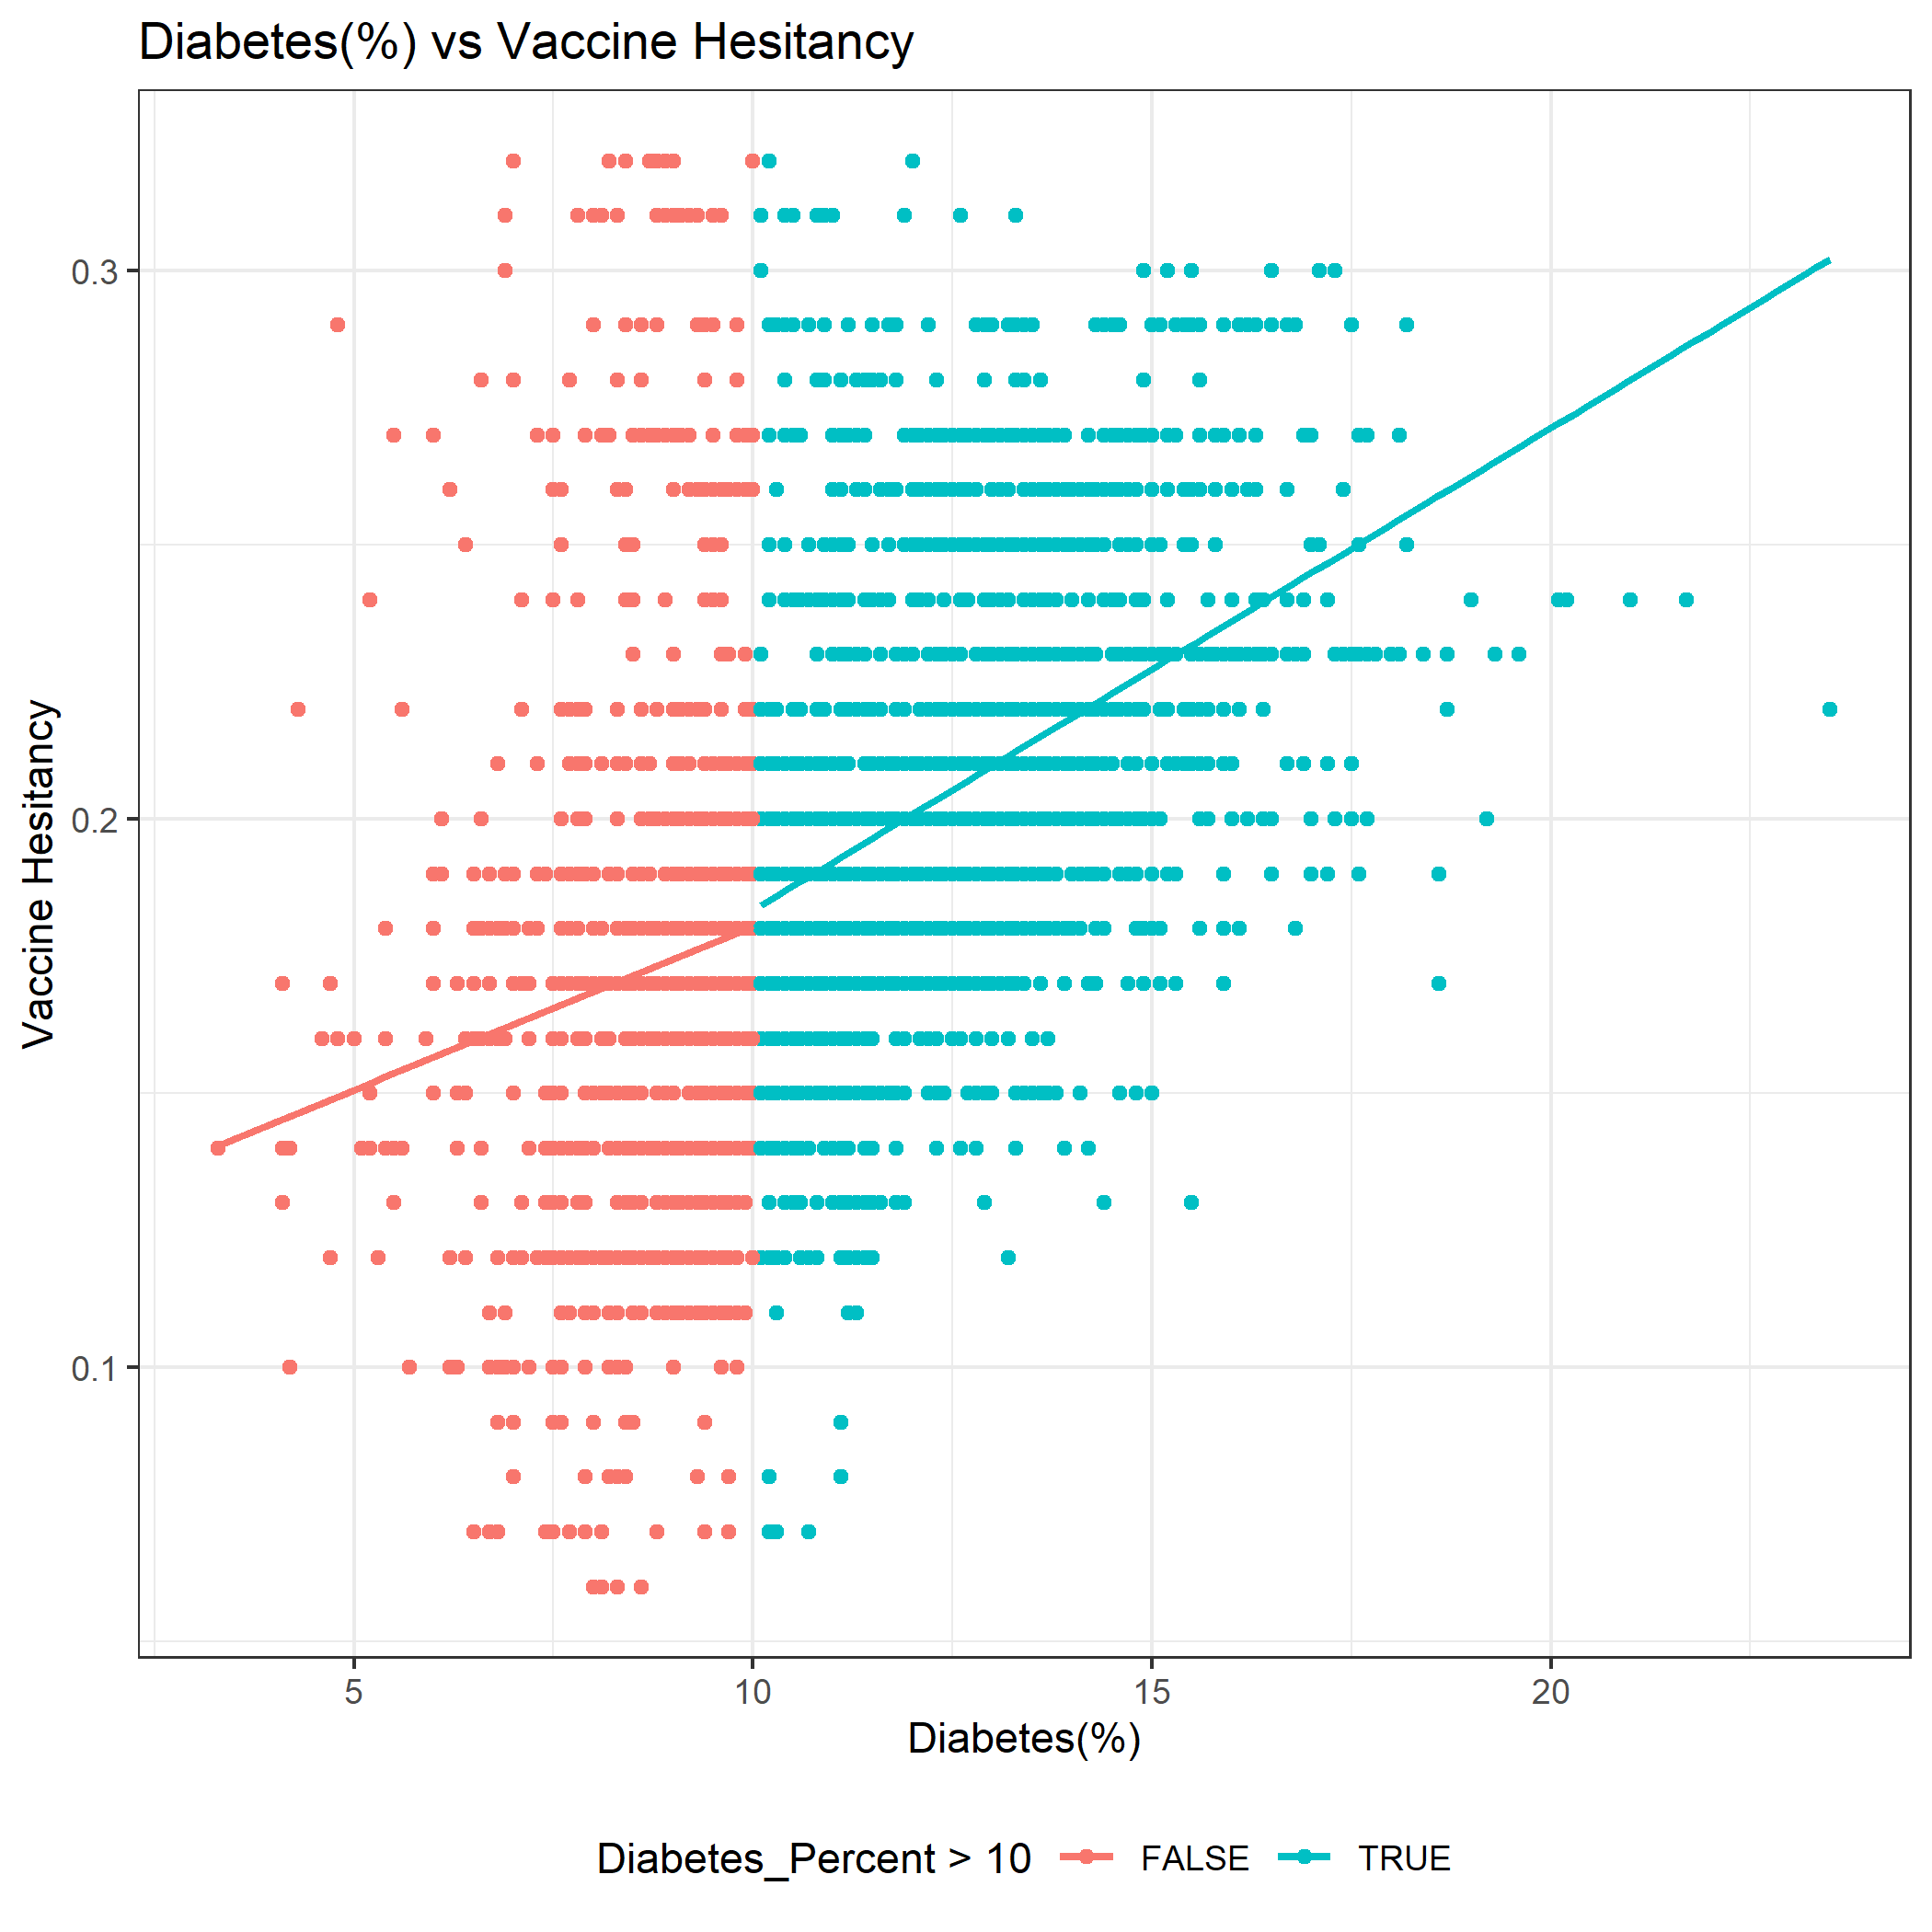 Diabetes(%) vs Vaccine Hesitancy
Vaccine Hesitancy
0.3
0.2
0.1
5 10 15 20
Diabetes(%)
Diabetes_Percent > 10 FALSE TRUE